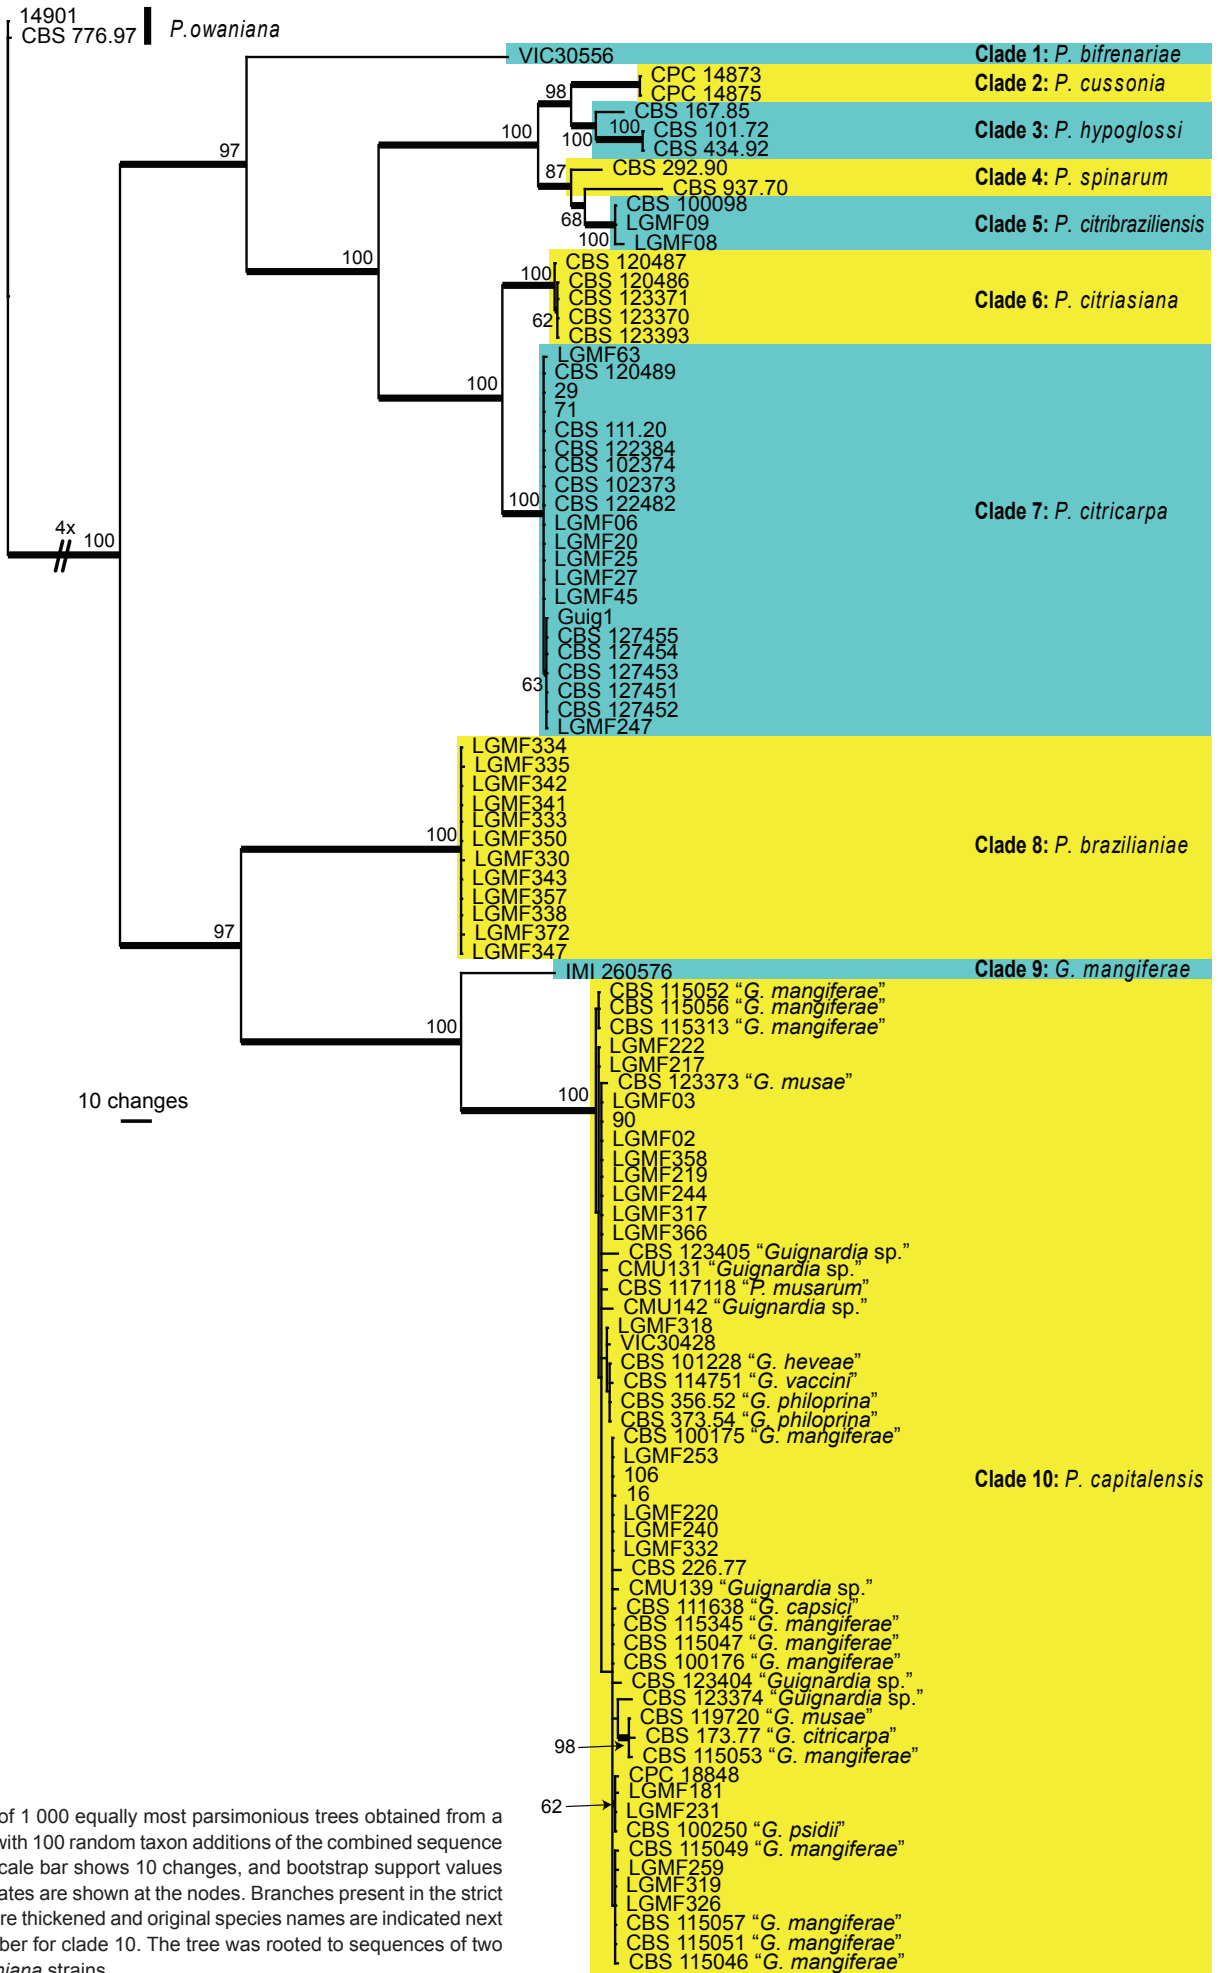 14901
CBS 776.97
P.owaniana
VIC30556
Clade 1: P. bifrenariae
CPC 14873
CPC 14875
Clade 2: P. cussonia
98
CBS 167.85
CBS 101.72
CBS 434.92
100
100
Clade 3: P. hypoglossi
100
97
CBS 292.90
CBS 937.70
87
Clade 4: P. spinarum
CBS 100098
LGMF09
LGMF08
68
100
Clade 5: P. citribraziliensis
100
CBS 120487
CBS 120486
CBS 123371
CBS 123370
CBS 123393
100
62
Clade 6: P. citriasiana
LGMF63
CBS 120489
29
71
CBS 111.20
CBS 122384
CBS 102374
CBS 102373
CBS 122482
LGMF06
LGMF20
LGMF25
LGMF27
LGMF45
Guig1
CBS 127455
CBS 127454
CBS 127453
CBS 127451
CBS 127452
LGMF247
100
100
63
Clade 7: P. citricarpa
4x
100
LGMF334
LGMF335
LGMF342
LGMF341
LGMF333
LGMF350
LGMF330
LGMF343
LGMF357
LGMF338
LGMF372
LGMF347
100
Clade 8: P. brazilianiae
97
IMI 260576
Clade 9: G. mangiferae
100
CBS 115052 “G. mangiferae”
CBS 115056 “G. mangiferae”
CBS 115313 “G. mangiferae”
LGMF222
LGMF217
CBS 123373 “G. musae”
LGMF03
90
LGMF02
LGMF358
LGMF219
LGMF244
LGMF317
LGMF366
CBS 123405 “Guignardia sp.”
CMU131 “Guignardia sp.”
CBS 117118 “P. musarum”
CMU142 “Guignardia sp.”
LGMF318
VIC30428
CBS 101228 “G. heveae”
CBS 114751 “G. vaccini”
CBS 356.52 “G. philoprina”
CBS 373.54 “G. philoprina”
CBS 100175 “G. mangiferae”
LGMF253
106
16
LGMF220
LGMF240
LGMF332
CBS 226.77
CMU139 “Guignardia sp.”
CBS 111638 “G. capsici”
CBS 115345 “G. mangiferae”
CBS 115047 “G. mangiferae”
CBS 100176 “G. mangiferae”
CBS 123404 “Guignardia sp.”
CBS 123374 “Guignardia sp.”
CBS 119720 “G. musae”
CBS 173.77 “G. citricarpa”
CBS 115053 “G. mangiferae”
CPC 18848
LGMF181
LGMF231
CBS 100250 “G. psidii”
CBS 115049 “G. mangiferae”
LGMF259
LGMF319
LGMF326
CBS 115057 “G. mangiferae”
CBS 115051 “G. mangiferae”
CBS 115046 “G. mangiferae”
100
98
62
Clade 10: P. capitalensis
10 changes
of 1 000 equally most parsimonious trees obtained from a
with 100 random taxon additions of the combined sequence
cale bar shows 10 changes, and bootstrap support values
ates are shown at the nodes. Branches present in the strict
re thickened and original species names are indicated next
ber for clade 10. The tree was rooted to sequences of two
niana strains.